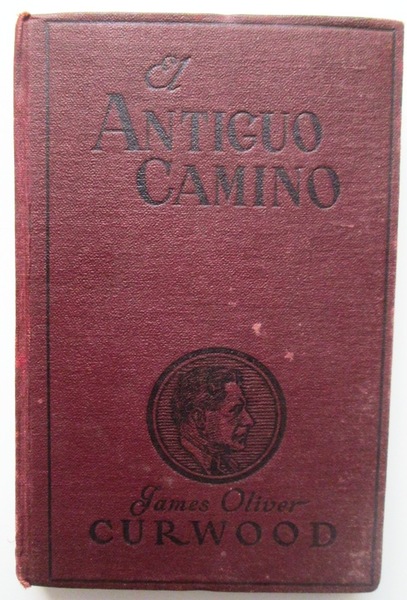 El
ANTIGUO
CAMINO
James Oliver
CURWOOD